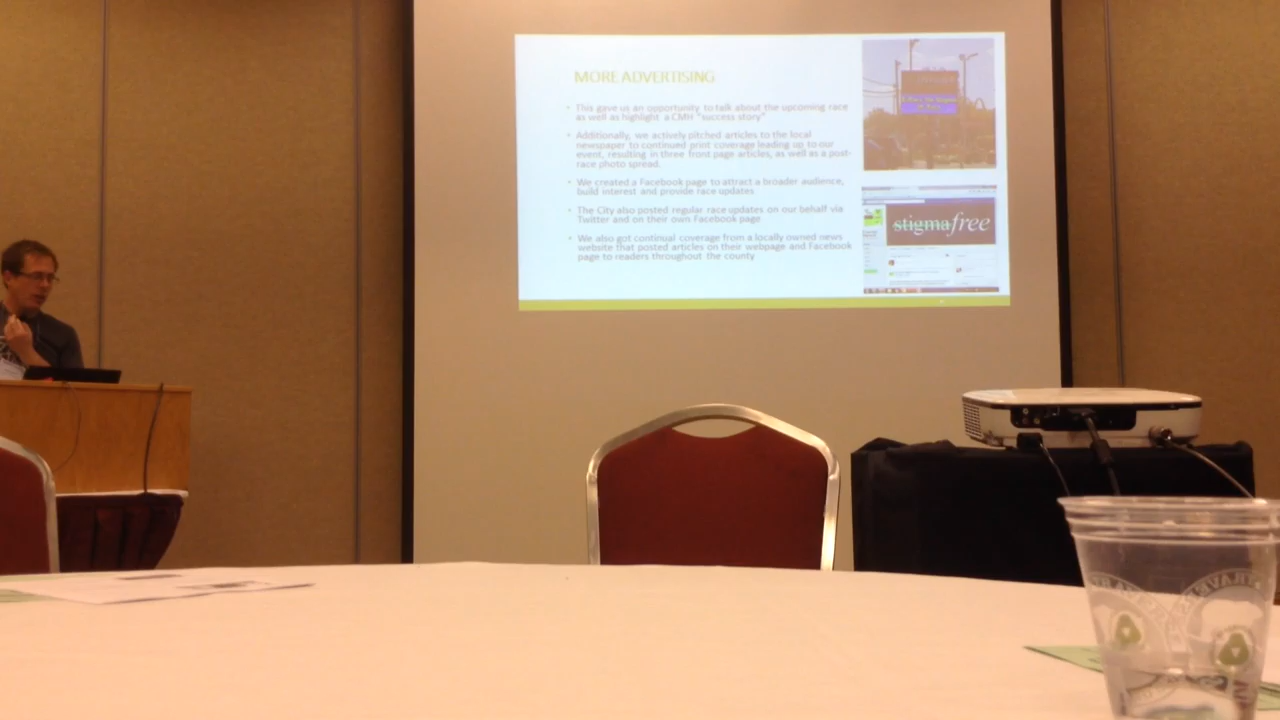 MORE ADVERTISING
• This gave us an opportunity to talk about the upcoming race
as well as highlight a CMH "success story"
• Additionally, we actively pitched articles to the local
newspaper to continued print coverage leading up to our
event, resulting in three front page articles, as well as a post-
race photo spread.
• We created a Facebook page to attract a broader audience,
build interest and provide race updates
• The City also posted regular race updates on our behalf via
Twitter and on their own Facebook page
• We also got continual coverage from a locally owned news
website that posted articles on their webpage and Facebook
page to readers throughout the county
stigmafree